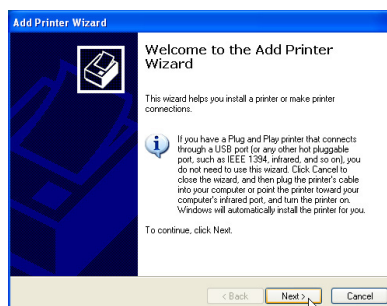 Add Printer Wizard
Welcome to the Add Printer
Wizard
This wizard helps you install a printer or make printer
connections.
If you have a Plug and Play printer that connects
through a USB port (or any other hot pluggable
port, such as IEEE 1394, infrared, and so on), you
do not need to use this wizard. Click Cancel to
close the wizard, and then plug the printer's cable
into your computer or point the printer toward your
computer's infrared port, and turn the printer on.
Windows will automatically install the printer for you.
To continue, click Next.
< Back Next > Cancel